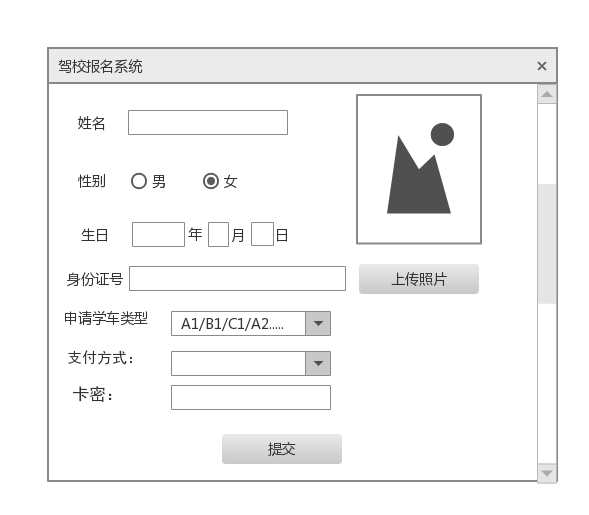 驾校报名系统 ×
姓名
性别 男 女
生日 年 月 日
身份证号 上传照片
申请学车类型 A1/B1/C1/A2.....
支付方式：
卡密：
提交